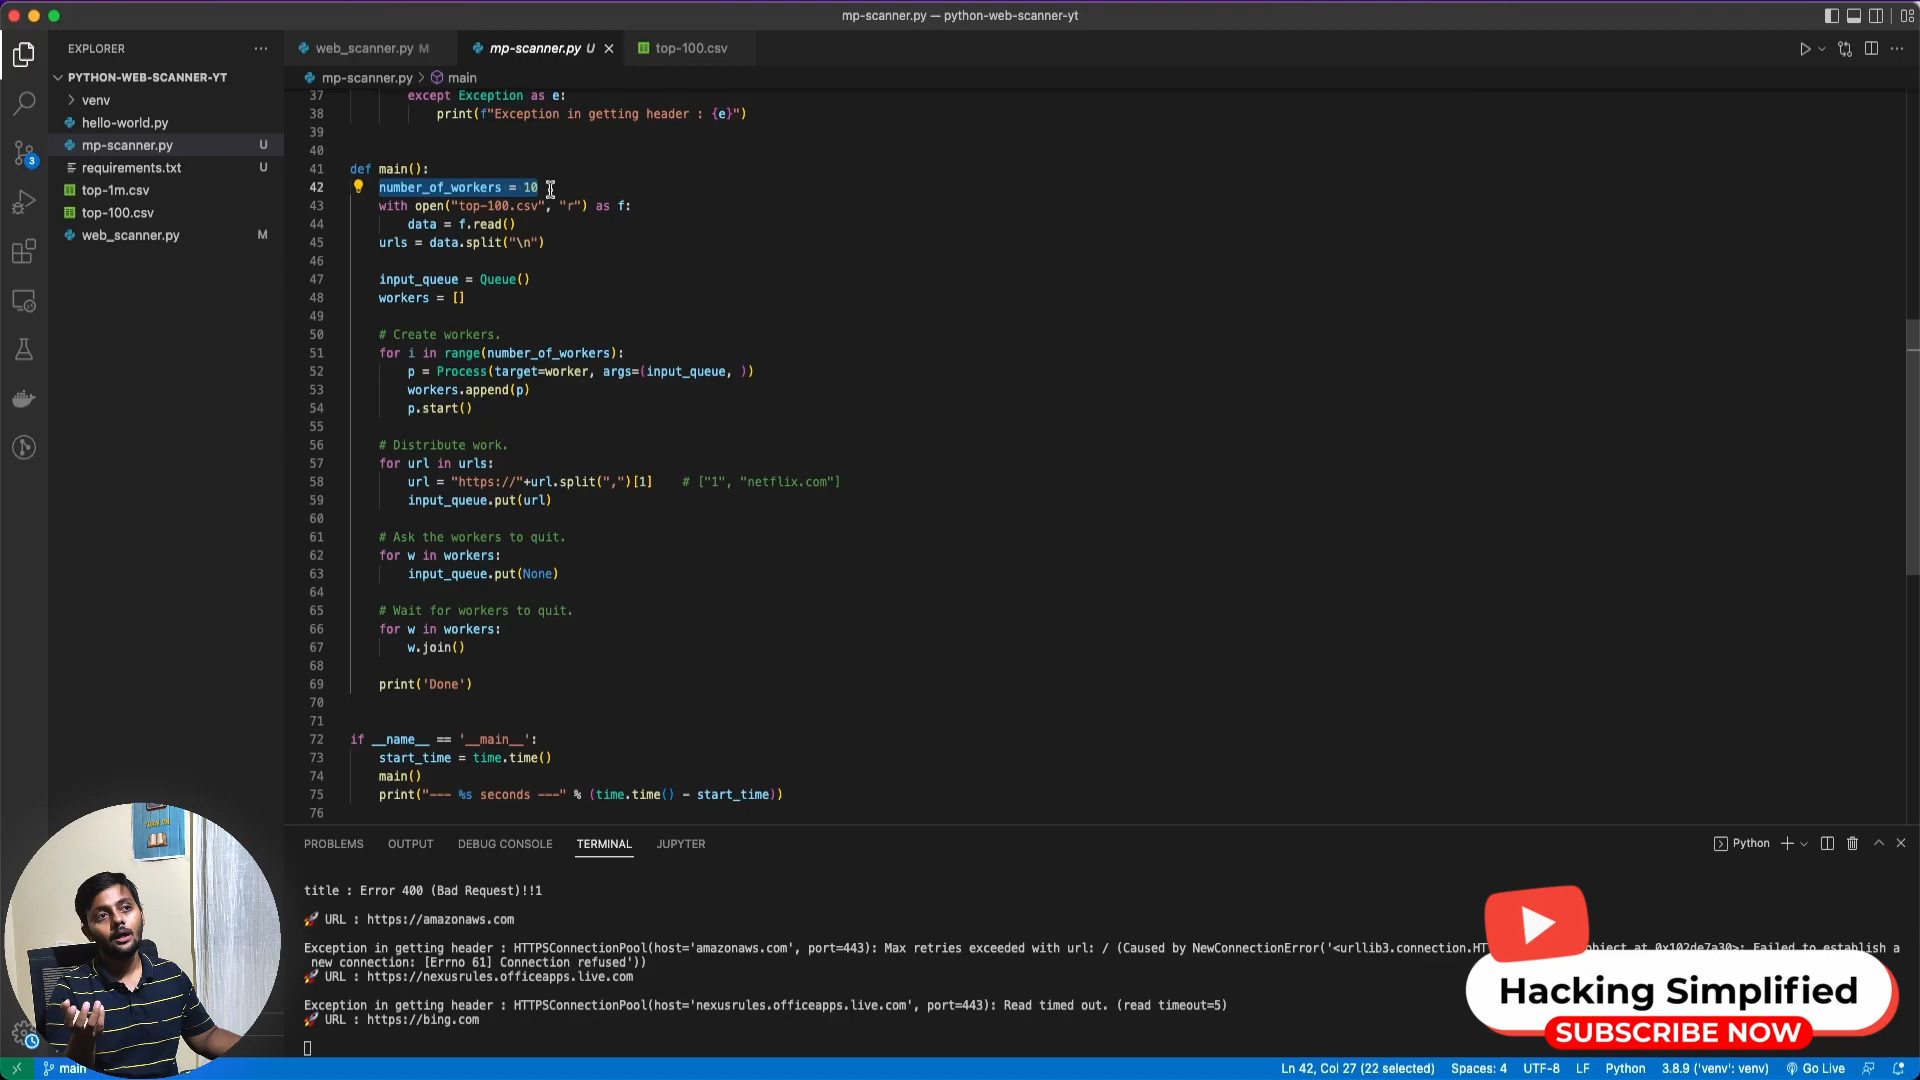 mp-scanner.py — python-web-scanner-yt
EXPLORER
PYTHON-WEB-SCANNER-YT
venv
hello-world.py
mp-scanner.py U
requirements.txt U
top-1m.csv
top-100.csv
web_scanner.py M
3
web_scanner.py M
mp-scanner.py U
top-100.csv
mp-scanner.py > main
37 except Exception as e:
38 print(f"Exception in getting header : {e}")
39
40
41 def main():
42 number_of_workers = 10
43 with open("top-100.csv", "r") as f:
44 data = f.read()
45 urls = data.split("\n")
46
47 input_queue = Queue()
48 workers = []
49
50 # Create workers.
51 for i in range(number_of_workers):
52 p = Process(target=worker, args=(input_queue, ))
53 workers.append(p)
54 p.start()
55
56 # Distribute work.
57 for url in urls:
58 url = "https://"+url.split(",")[1] # ["1", "netflix.com"]
59 input_queue.put(url)
60
61 # Ask the workers to quit.
62 for w in workers:
63 input_queue.put(None)
64
65 # Wait for workers to quit.
66 for w in workers:
67 w.join()
68
69 print('Done')
70
71
72 if __name__ == '__main__':
73 start_time = time.time()
74 main()
75 print("--- %s seconds ---" % (time.time() - start_time))
76
PROBLEMS OUTPUT DEBUG CONSOLE TERMINAL JUPYTER
Python
title : Error 400 (Bad Request)!!1
🚀 URL : https://amazonaws.com
Exception in getting header : HTTPSConnectionPool(host='amazonaws.com', port=443): Max retries exceeded with url: / (Caused by NewConnectionError('<urllib3.connection.HT object at 0x102de7a30>: Failed to establish a
new connection: [Errno 61] Connection refused'))
🚀 URL : https://nexusrules.officeapps.live.com
Exception in getting header : HTTPSConnectionPool(host='nexusrules.officeapps.live.com', port=443): Read timed out. (read timeout=5)
🚀 URL : https://bing.com
Hacking Simplified
SUBSCRIBE NOW
main
Ln 42, Col 27 (22 selected) Spaces: 4 UTF-8 LF Python 3.8.9 ('venv': venv) Go Live